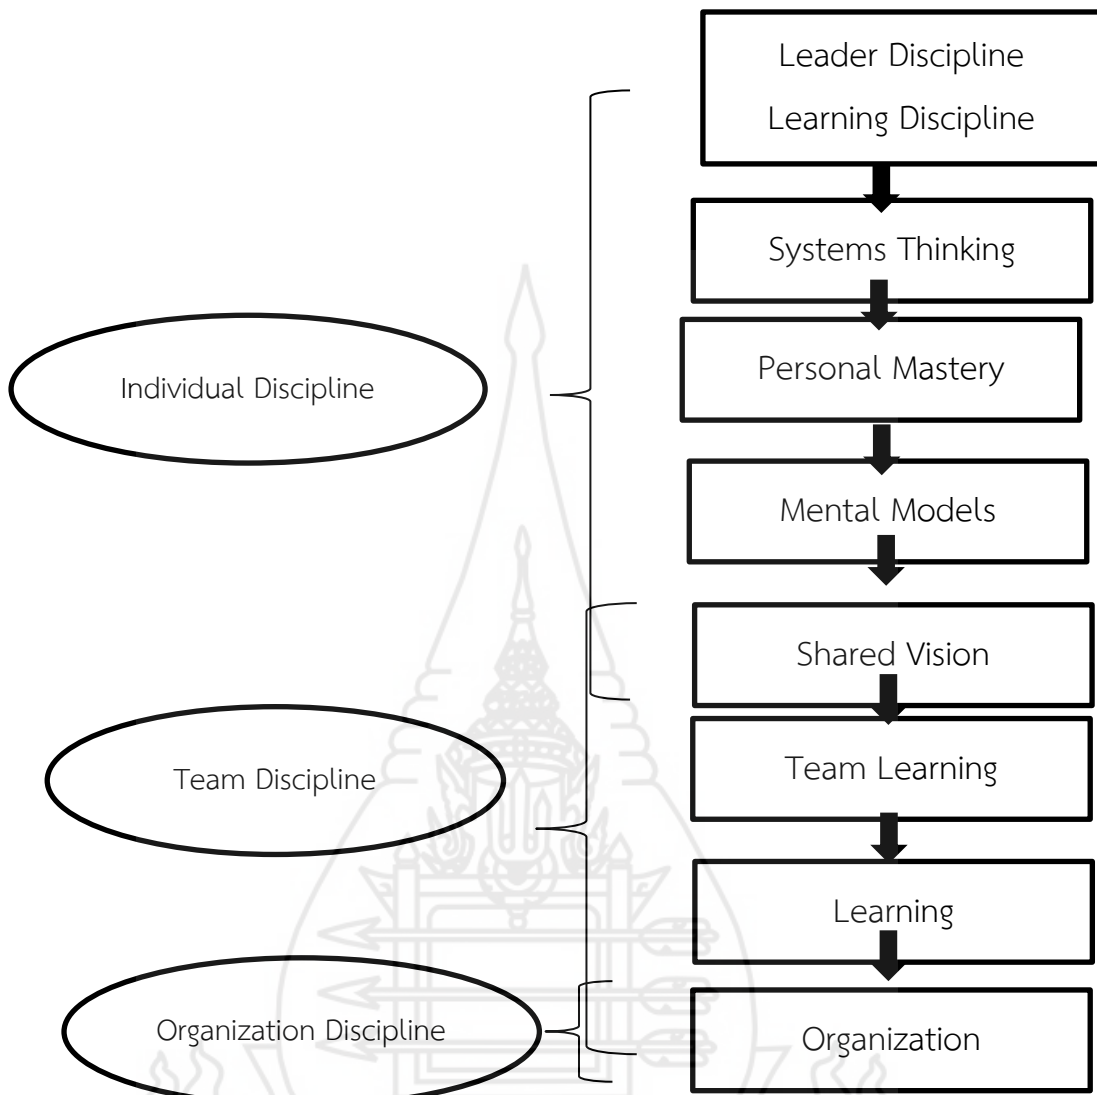 Leader Discipline
Learning Discipline
Systems Thinking
Individual Discipline
Personal Mastery
Mental Models
Shared Vision
Team Discipline
Team Learning
Learning
Organization Discipline
Organization